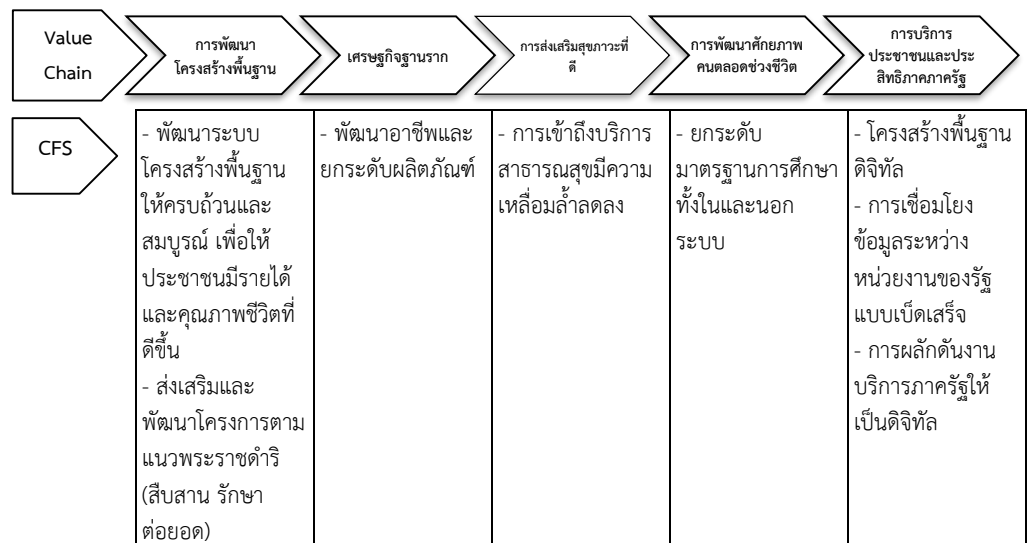 Value
Chain
การพัฒนา
โครงสร้างพื้นฐาน
เศรษฐกิจฐานราก
การส่งเสริมสุขภาวะที่
ดี
การพัฒนาศักยภาพ
คนตลอดช่วงชีวิต
การบริการ
ประชาชนและประ
สิทธิภาคภาครัฐ
CFS
- พัฒนาระบบ
โครงสร้างพื้นฐาน
ให้ครบถ้วนและ
สมบูรณ์ เพื่อให้
ประชาชนมีรายได้
และคุณภาพชีวิตที่
ดีขึ้น
- ส่งเสริมและ
พัฒนาโครงการตาม
แนวพระราชดำริ
(สืบสาน รักษา
ต่อยอด)
- พัฒนาอาชีพและ
ยกระดับผลิตภัณฑ์
- การเข้าถึงบริการ
สาธารณสุขมีความ
เหลื่อมล้ำลดลง
- ยกระดับ
มาตรฐานการศึกษา
ทั้งในและนอก
ระบบ
- โครงสร้างพื้นฐาน
ดิจิทัล
- การเชื่อมโยง
ข้อมูลระหว่าง
หน่วยงานของรัฐ
แบบเบ็ดเสร็จ
- การผลักดันงาน
บริการภาครัฐให้
เป็นดิจิทัล